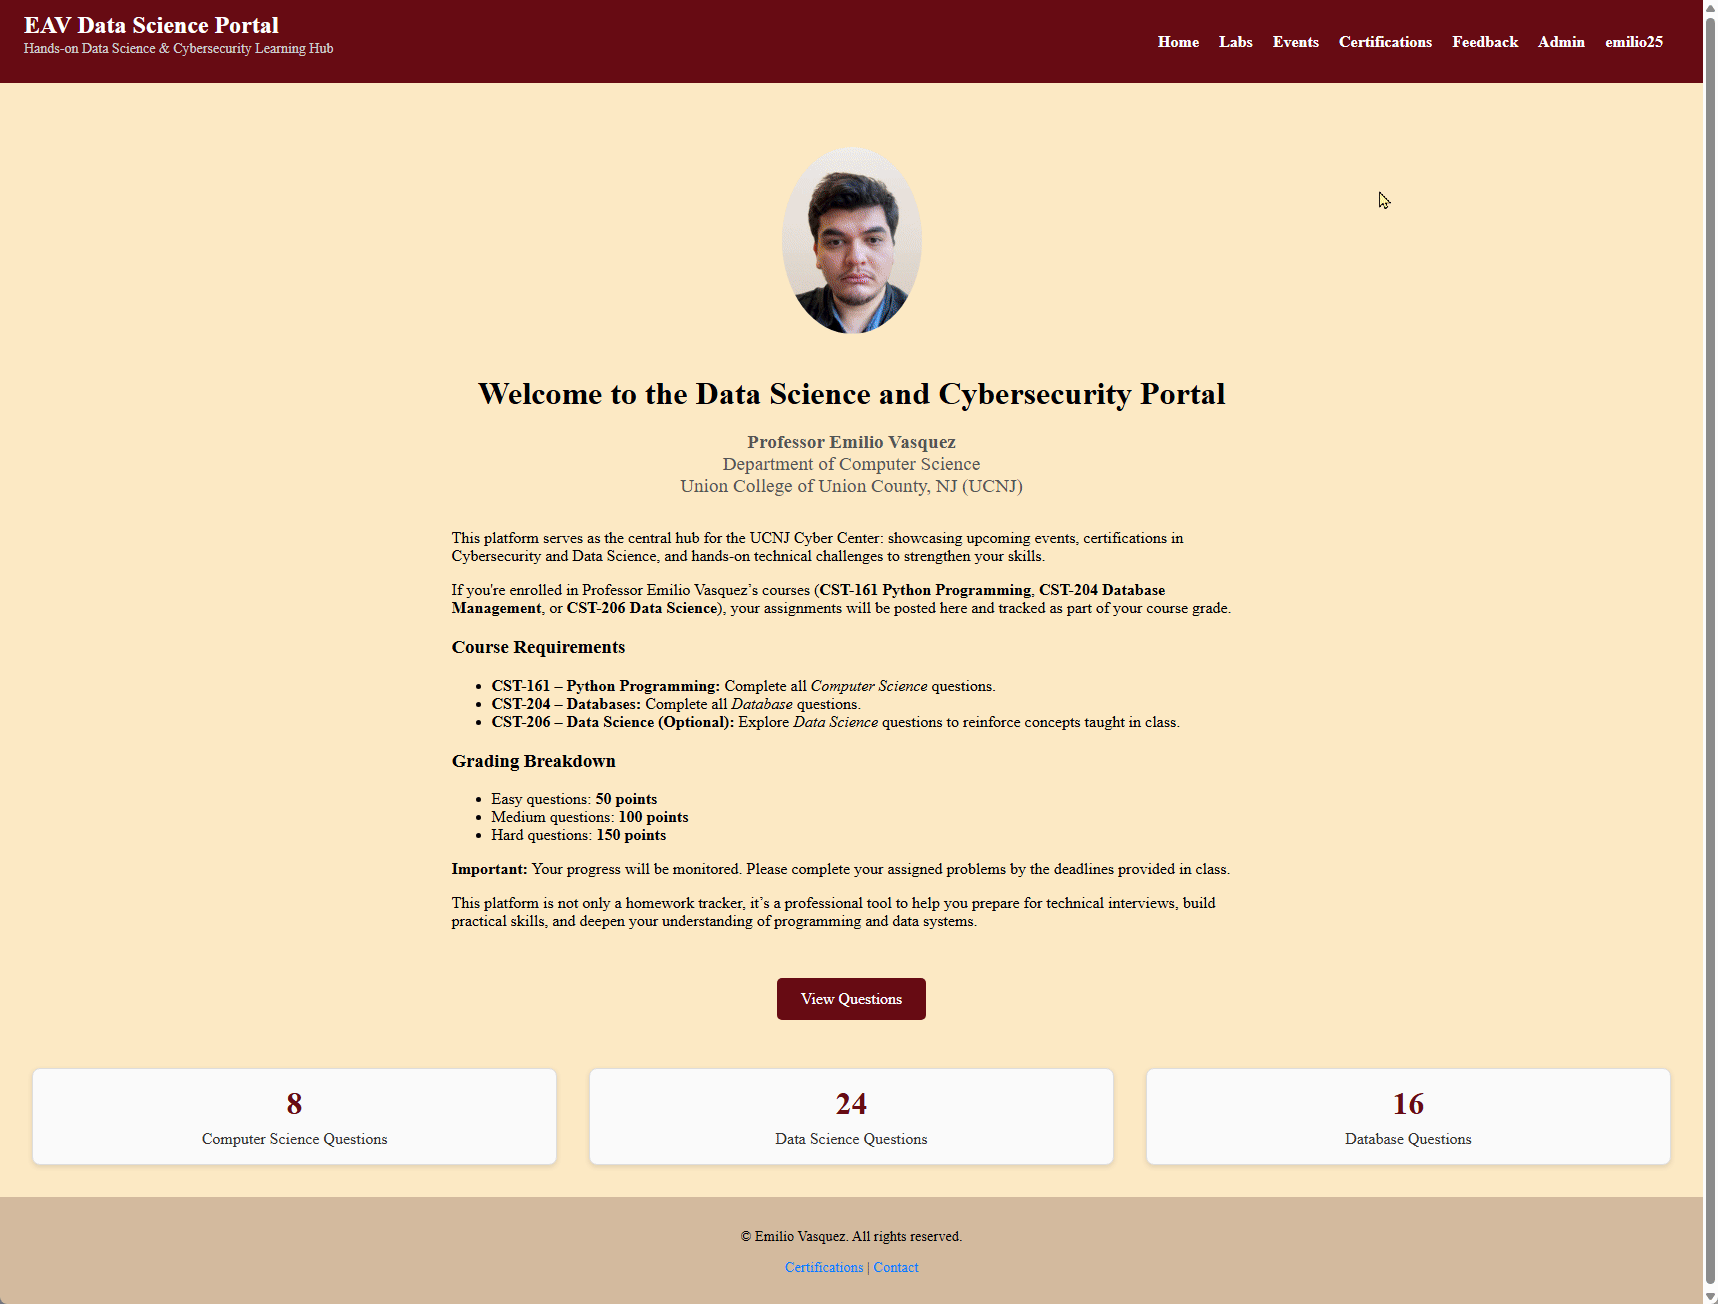 EAV Data Science Portal
Hands-on Data Science & Cybersecurity Learning Hub
Home Labs Events Certifications Feedback Admin emilio25
Welcome to the Data Science and Cybersecurity Portal
Professor Emilio Vasquez
Department of Computer Science
Union College of Union County, NJ (UCNJ)
This platform serves as the central hub for the UCNJ Cyber Center: showcasing upcoming events, certifications in
Cybersecurity and Data Science, and hands-on technical challenges to strengthen your skills.
If you're enrolled in Professor Emilio Vasquez’s courses (CST-161 Python Programming, CST-204 Database
Management, or CST-206 Data Science), your assignments will be posted here and tracked as part of your course grade.
Course Requirements
• CST-161 – Python Programming: Complete all Computer Science questions.
• CST-204 – Databases: Complete all Database questions.
• CST-206 – Data Science (Optional): Explore Data Science questions to reinforce concepts taught in class.
Grading Breakdown
• Easy questions: 50 points
• Medium questions: 100 points
• Hard questions: 150 points
Important: Your progress will be monitored. Please complete your assigned problems by the deadlines provided in class.
This platform is not only a homework tracker, it’s a professional tool to help you prepare for technical interviews, build
practical skills, and deepen your understanding of programming and data systems.
View Questions
8
Computer Science Questions
24
Data Science Questions
16
Database Questions
© Emilio Vasquez. All rights reserved.
Certifications | Contact